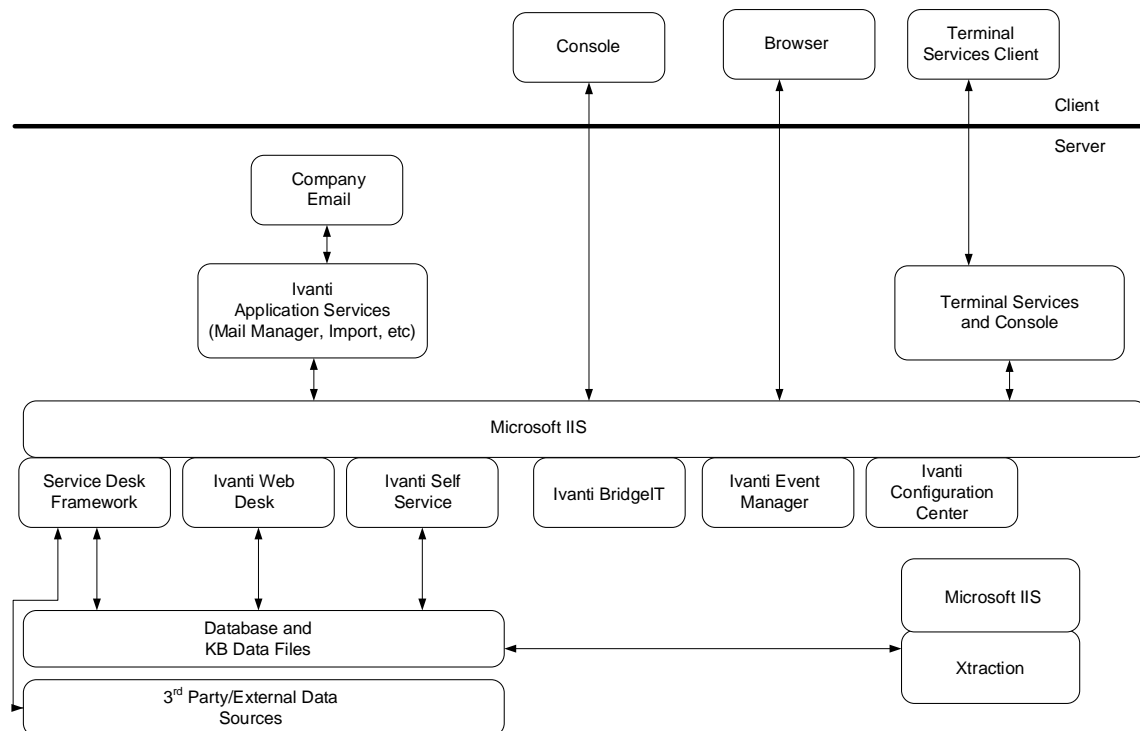 Console
Browser
Terminal
Services Client
Client
Server
Company
Email
Ivanti
Application Services
(Mail Manager, Import, etc)
Terminal Services
and Console
Microsoft IIS
Service Desk
Framework
Ivanti Web
Desk
Ivanti Self
Service
Ivanti BridgeIT
Ivanti Event
Manager
Ivanti
Configuration
Center
Database and
KB Data Files
3rd Party/External Data
Sources
Microsoft IIS
Xtraction